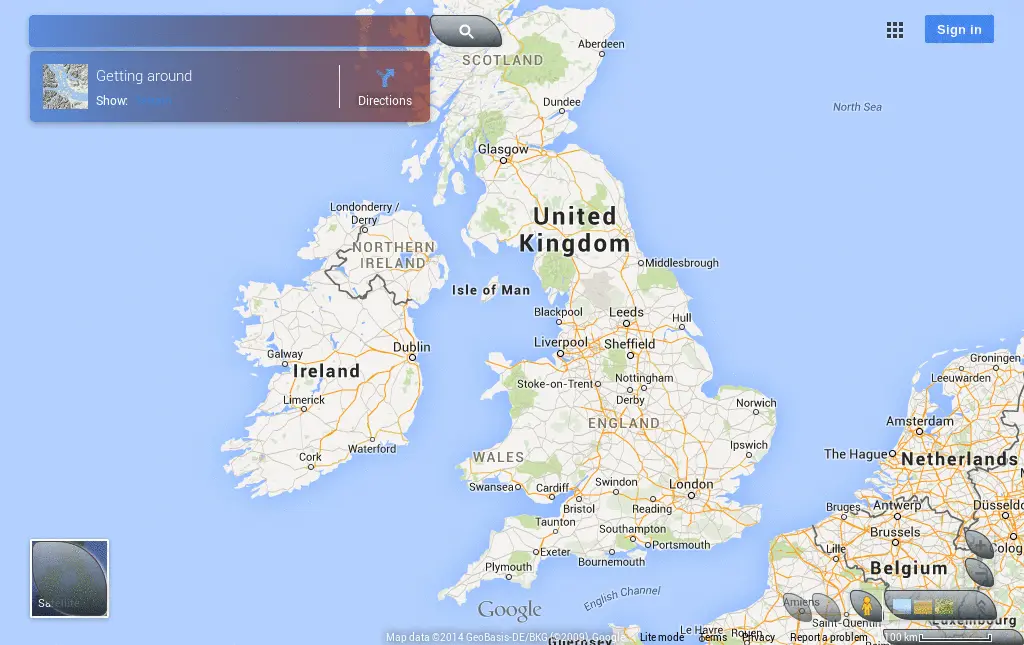 Sign in
Getting around
Show:
Directions
SCOTLAND
Aberdeen
North Sea
Dundee
Glasgow
Londonderry /
Derry
NORTHERN
IRELAND
United
Kingdom
Middlesbrough
Isle of Man
Blackpool
Leeds
Hull
Liverpool
Sheffield
Dublin
Galway
Ireland
Stoke-on-Trent
Nottingham
Derby
Groningen
Leeuwarden
Limerick
Norwich
ENGLAND
Amsterdam
Waterford
Ipswich
Cork
WALES
The Hague
Netherlands
Swansea
Cardiff
Swindon
London
Bristol
Reading
Bruges
Antwerp
Taunton
Southampton
Brussels
Exeter
Portsmouth
Lille
Bournemouth
Plymouth
Belgium
English Channel
Satellite
Google
Amiens
Saint-Quentin
Luxembourg
Le Havre
Rouen
Map data ©2014 GeoBasis-DE/BKG (©2009), Google
Lite mode
Terms
Privacy
Report a problem
100 km
Guernsey